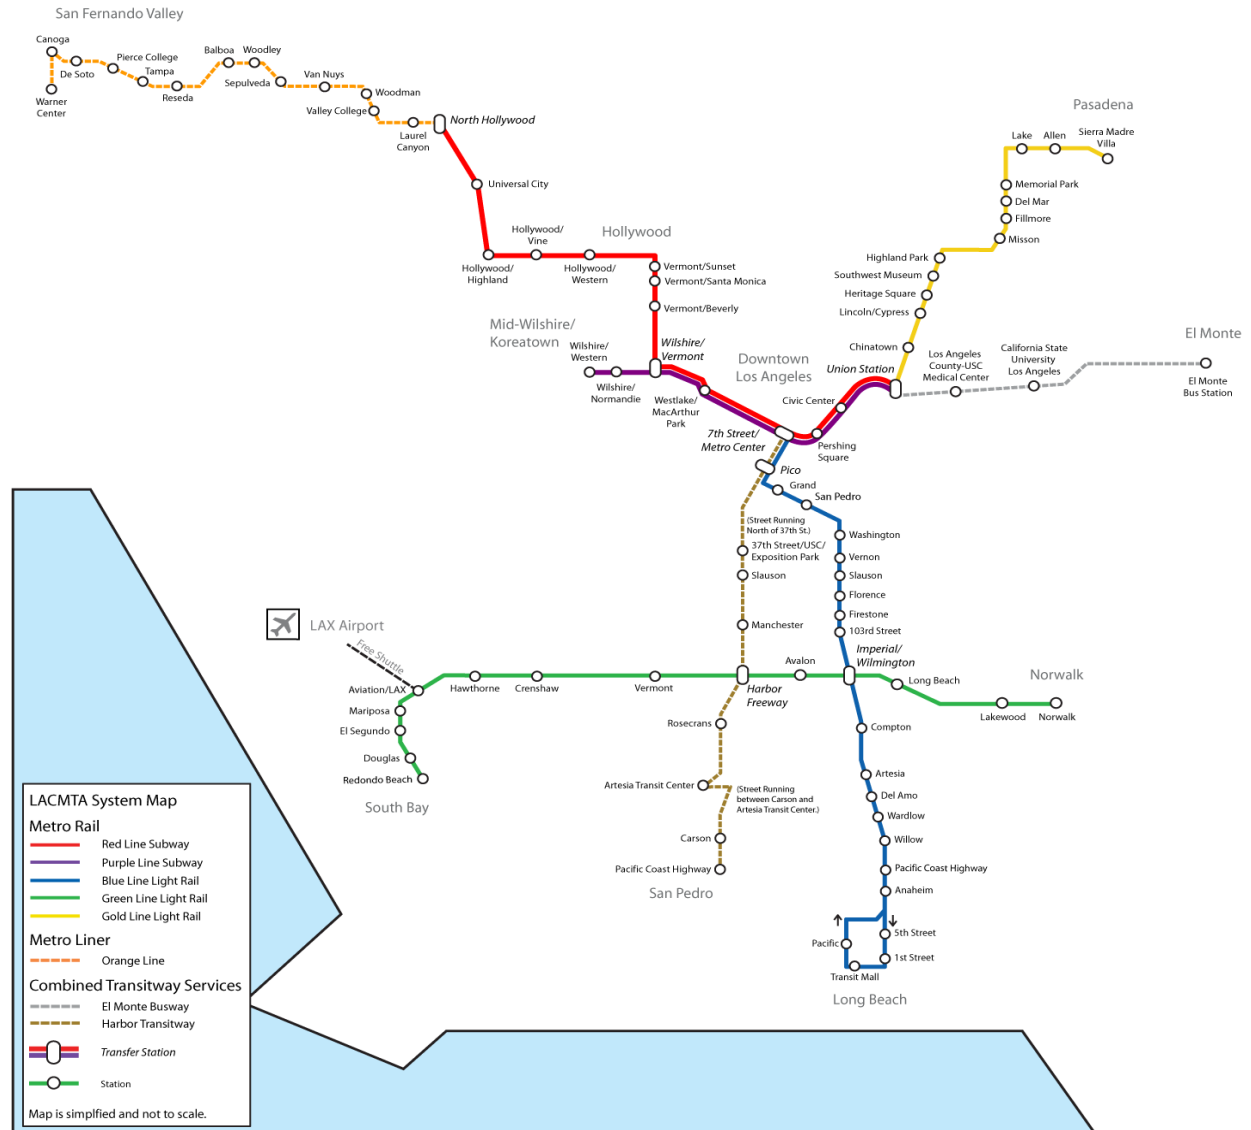 San Fernando Valley
Canoga
De Soto
Pierce College
Tampa
Reseda
Balboa
Woodley
Sepulveda
Van Nuys
Woodman
Valley College
Laurel
Canyon
North Hollywood
Warner
Center
Universal City
Hollywood/
Highland
Hollywood/
Vine
Hollywood/
Western
Hollywood
Vermont/Sunset
Vermont/Santa Monica
Vermont/Beverly
Mid-Wilshire/
Koreatown
Wilshire/
Western
Wilshire/
Normandie
Wilshire/
Vermont
Westlake/
MacArthur
Park
Downtown
Los Angeles
7th Street/
Metro Center
Pershing
Square
Civic Center
Union Station
Pasadena
Lake
Allen
Sierra Madre
Villa
Memorial Park
Del Mar
Fillmore
Misson
Highland Park
Southwest Museum
Heritage Square
Lincoln/Cypress
Chinatown
Los Angeles
County-USC
Medical Center
California State
University
Los Angeles
El Monte
El Monte
Bus Station
Pico
Grand
San Pedro
(Street Running
North of 37th St.)
37th Street/USC/
Exposition Park
Slauson
Manchester
Washington
Vernon
Slauson
Florence
Firestone
103rd Street
Imperial/
Wilmington
LAX Airport
Free Shuttle
Aviation/LAX
Mariposa
El Segundo
Douglas
Redondo Beach
South Bay
Hawthorne
Crenshaw
Vermont
Harbor
Freeway
Avalon
Long Beach
Lakewood
Norwalk
Norwalk
Rosecrans
Artesia Transit Center
(Street Running
between Carson and
Artesia Transit Center.)
Carson
Pacific Coast Highway
San Pedro
Compton
Artesia
Del Amo
Wardlow
Willow
Pacific Coast Highway
Anaheim
5th Street
1st Street
Pacific
Transit Mall
Long Beach
LACMTA System Map
Metro Rail
Red Line Subway
Purple Line Subway
Blue Line Light Rail
Green Line Light Rail
Gold Line Light Rail
Metro Liner
Orange Line
Combined Transitway Services
El Monte Busway
Harbor Transitway
Transfer Station
Station
Map is simplfied and not to scale.